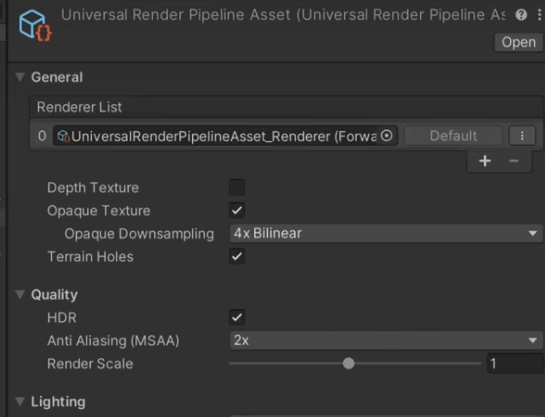 Universal Render Pipeline Asset (Universal Render Pipeline As
Open
General
Renderer List
0 UniversalRenderPipelineAsset_Renderer (Forwa Default
Depth Texture
Opaque Texture
Opaque Downsampling 4x Bilinear
Terrain Holes
Quality
HDR
Anti Aliasing (MSAA) 2x
Render Scale 1
Lighting